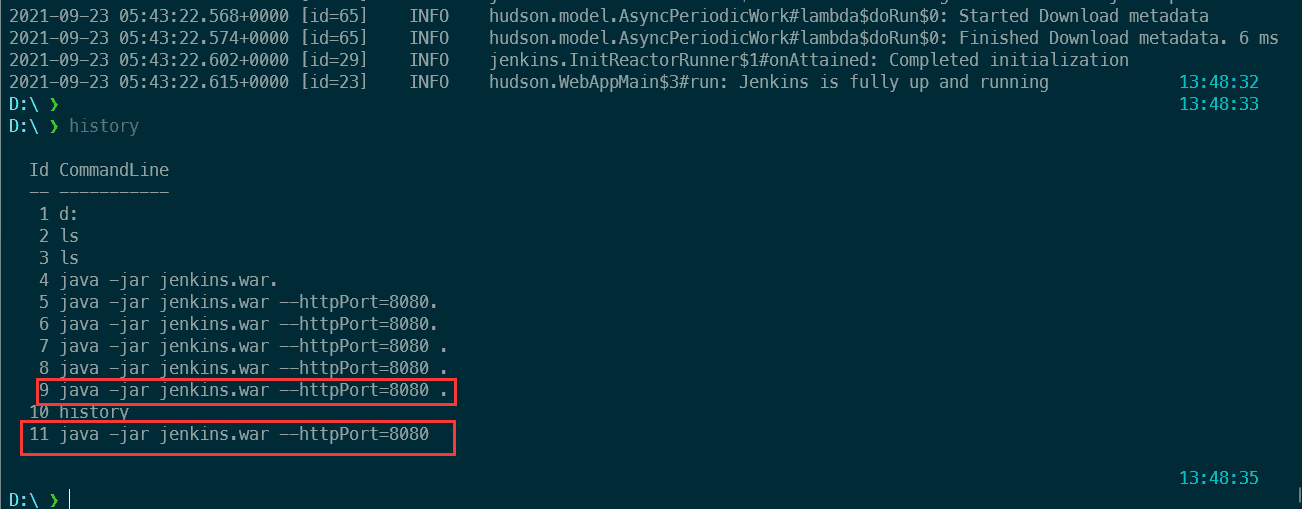 2021-09-23 05:43:22.568+0000 [id=65] INFO hudson.model.AsyncPeriodicWork#lambda$doRun$0: Started Download metadata
2021-09-23 05:43:22.574+0000 [id=65] INFO hudson.model.AsyncPeriodicWork#lambda$doRun$0: Finished Download metadata. 6 ms
2021-09-23 05:43:22.602+0000 [id=29] INFO jenkins.InitReactorRunner$1#onAttained: Completed initialization
2021-09-23 05:43:22.615+0000 [id=23] INFO hudson.WebAppMain$3#run: Jenkins is fully up and running 13:48:32
D:\ ❯ 13:48:33
D:\ ❯ history
Id CommandLine
-- -----------
1 d:
2 ls
3 ls
4 java -jar jenkins.war.
5 java -jar jenkins.war --httpPort=8080.
6 java -jar jenkins.war --httpPort=8080.
7 java -jar jenkins.war --httpPort=8080 .
8 java -jar jenkins.war --httpPort=8080 .
9 java -jar jenkins.war --httpPort=8080 .
10 history
11 java -jar jenkins.war --httpPort=8080
13:48:35
D:\ ❯